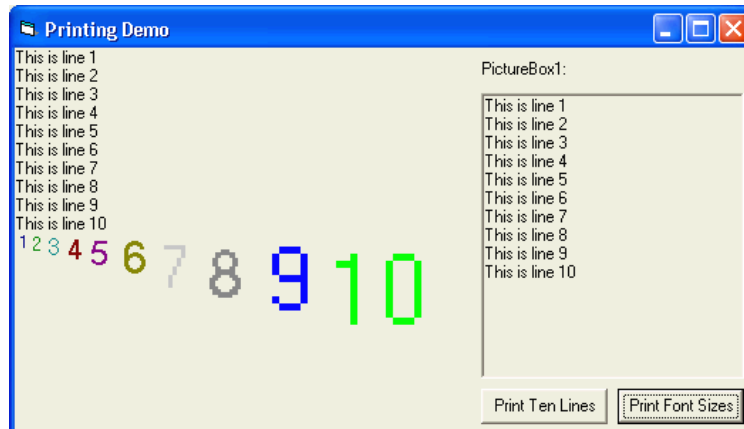 Printing Demo
This is line 1
This is line 2
This is line 3
This is line 4
This is line 5
This is line 6
This is line 7
This is line 8
This is line 9
This is line 10
1 2 3 4 5 6 7 8 9 10
PictureBox1:
This is line 1
This is line 2
This is line 3
This is line 4
This is line 5
This is line 6
This is line 7
This is line 8
This is line 9
This is line 10
Print Ten Lines
Print Font Sizes